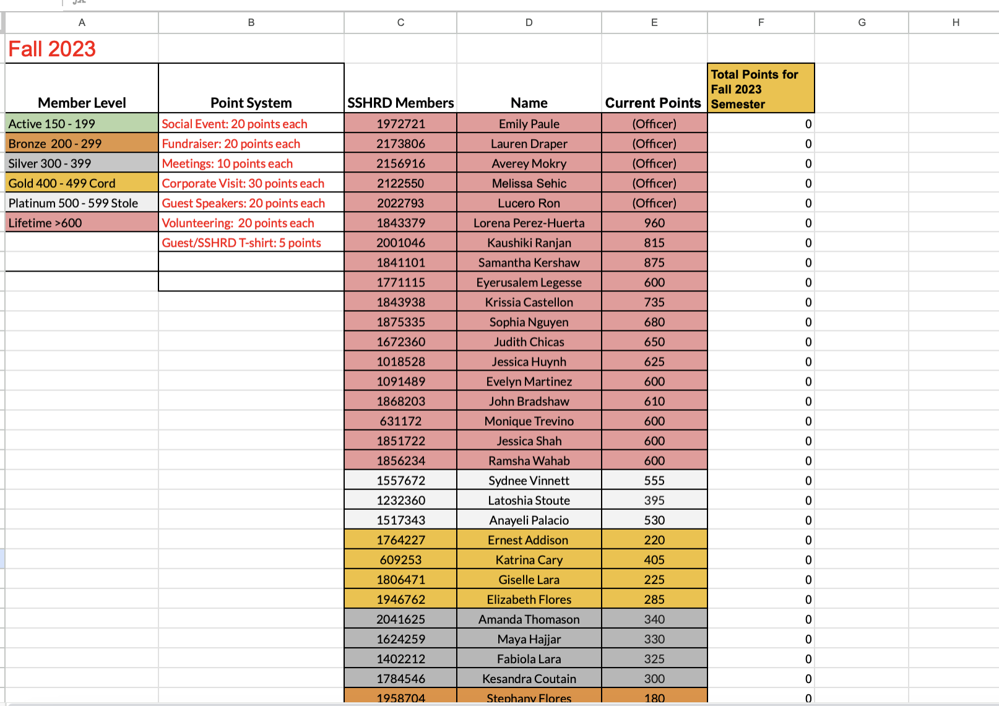 A B C D E F G H
Fall 2023
Member Level Point System SSHRD Members Name Current Points Total Points for
Fall 2023
Semester
Active 150 - 199 Social Event: 20 points each 1972721 Emily Paule (Officer) 0
Bronze 200 - 299 Fundraiser: 20 points each 2173806 Lauren Draper (Officer) 0
Silver 300 - 399 Meetings: 10 points each 2156916 Averey Mokry (Officer) 0
Gold 400 - 499 Cord Corporate Visit: 30 points each 2122550 Melissa Sehic (Officer) 0
Platinum 500 - 599 Stole Guest Speakers: 20 points each 2022793 Lucero Ron (Officer) 0
Lifetime >600 Volunteering: 20 points each 1843379 Lorena Perez-Huerta 960 0
Guest/SSHRD T-shirt: 5 points 2001046 Kaushiki Ranjan 815 0
1841101 Samantha Kershaw 875 0
1771115 Eyerusalem Legesse 600 0
1843938 Krissia Castellon 735 0
1875335 Sophia Nguyen 680 0
1672360 Judith Chicas 650 0
1018528 Jessica Huynh 625 0
1091489 Evelyn Martinez 600 0
1868203 John Bradshaw 610 0
631172 Monique Trevino 600 0
1851722 Jessica Shah 600 0
1856234 Ramsha Wahab 600 0
1557672 Sydnee Vinnett 555 0
1232360 Latoshia Stoute 395 0
1517343 Anayeli Palacio 530 0
1764227 Ernest Addison 220 0
609253 Katrina Cary 405 0
1806471 Giselle Lara 225 0
1946762 Elizabeth Flores 285 0
2041625 Amanda Thomason 340 0
1624259 Maya Hajjar 330 0
1402212 Fabiola Lara 325 0
1784546 Kesandra Coutain 300 0
1958704 Stephany Flores 180 0